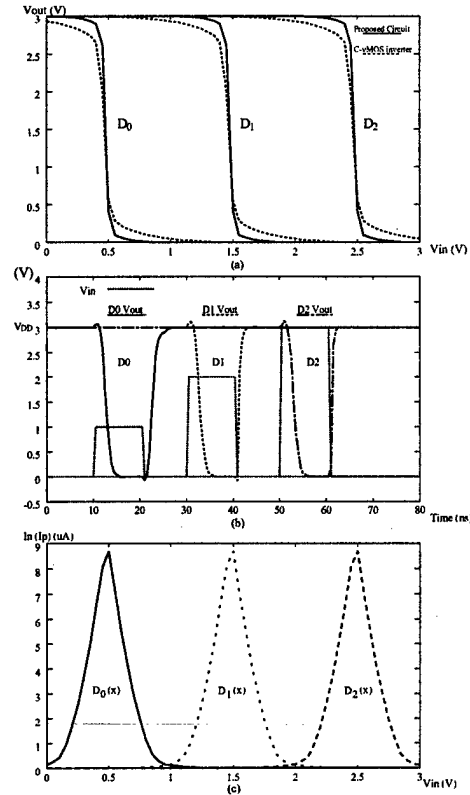 Vout (V)
3
2.5
2
1.5
1
0.5
0
Proposed Circuit
C-νMOS inverter
D0
D1
D2
0
0.5
1
1.5
2
2.5
3
Vin (V)
(a)
(V)
4
3.5
VDD 3
2.5
2
1.5
1
0.5
0
-0.5
Vin
D0 Vout
D1 Vout
D2 Vout
D0
D1
D2
0
10
20
30
40
50
60
70
80
Time (ns)
(b)
In (Ip) (uA)
9
8
7
6
5
4
3
2
1
0
D0(x)
D1(x)
D2(x)
0
0.5
1
1.5
2
2.5
3
Vin (V)
(c)